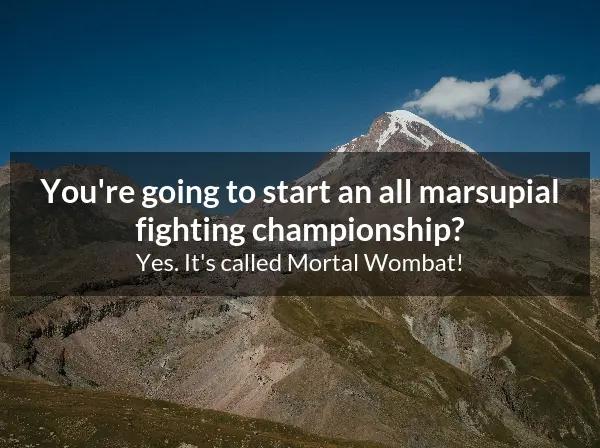 You're going to start an all marsupial
fighting championship?
Yes. It's called Mortal Wombat!